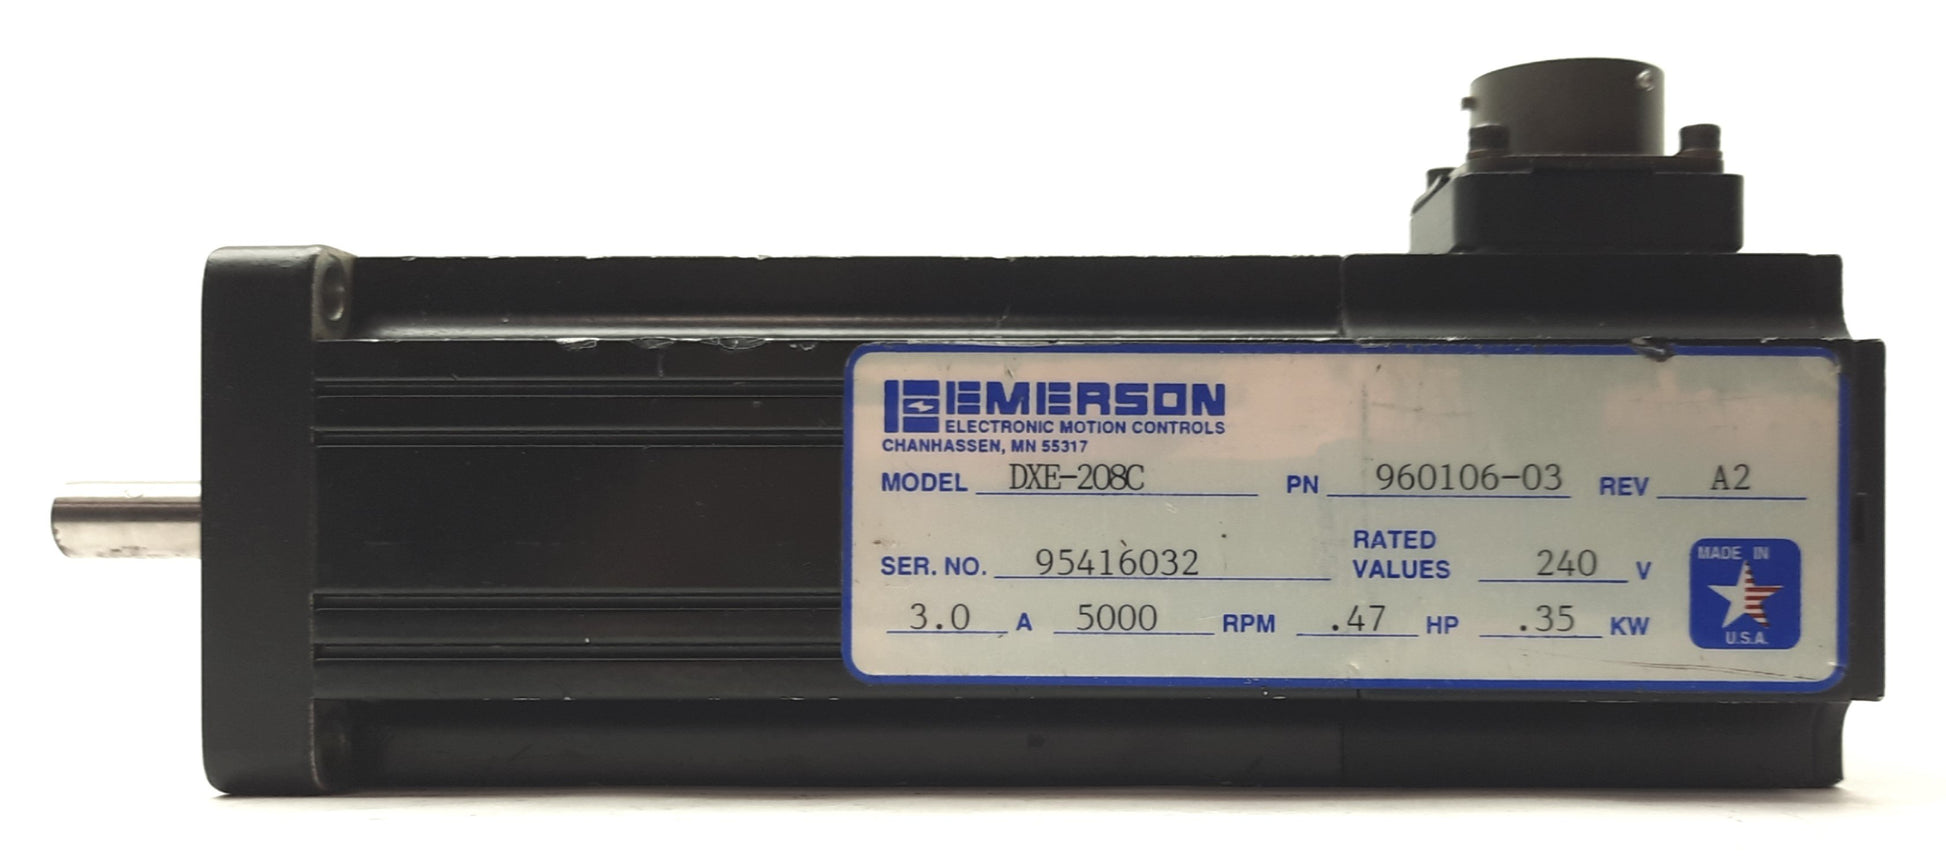 EMERSON
ELECTRONIC MOTION CONTROLS
CHANHASSEN, MN 55317
MODEL DXE-208C PN 960106-03 REV A2
SER. NO. 95416032 RATED VALUES 240 V
3.0 A 5000 RPM .47 HP .35 KW
MADE IN
U.S.A.